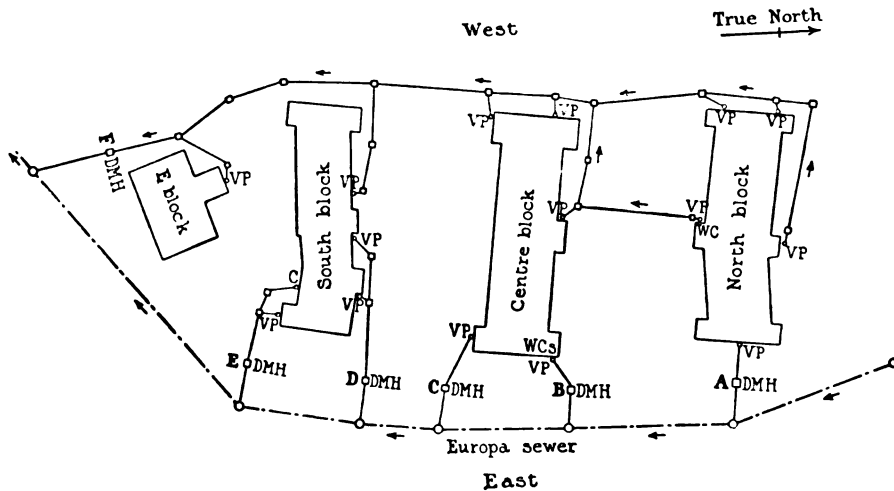 True North
West
VP
VP
VP
VP
F
DMH
VP
E block
VP
South block
VP
VP
Centre block
VP
WC
North block
VP
C
VP
VP
VP
WCs
VP
VP
E
DMH
D
DMH
C
DMH
B
DMH
A
DMH
Europa sewer
East